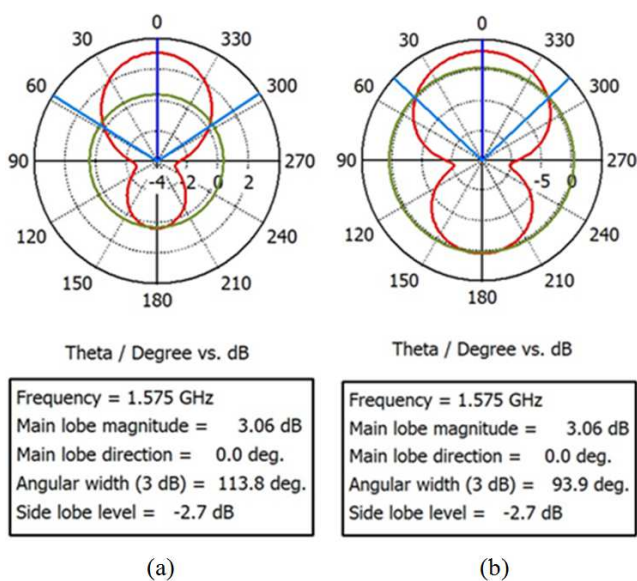 0
30
330
60
300
90
270
-4
-2
0
2
120
240
150
210
180
Theta / Degree vs. dB
Frequency = 1.575 GHz
Main lobe magnitude = 3.06 dB
Main lobe direction = 0.0 deg.
Angular width (3 dB) = 113.8 deg.
Side lobe level = -2.7 dB
(a)
0
30
330
60
300
90
270
-5
0
120
240
150
210
180
Theta / Degree vs. dB
Frequency = 1.575 GHz
Main lobe magnitude = 3.06 dB
Main lobe direction = 0.0 deg.
Angular width (3 dB) = 93.9 deg.
Side lobe level = -2.7 dB
(b)